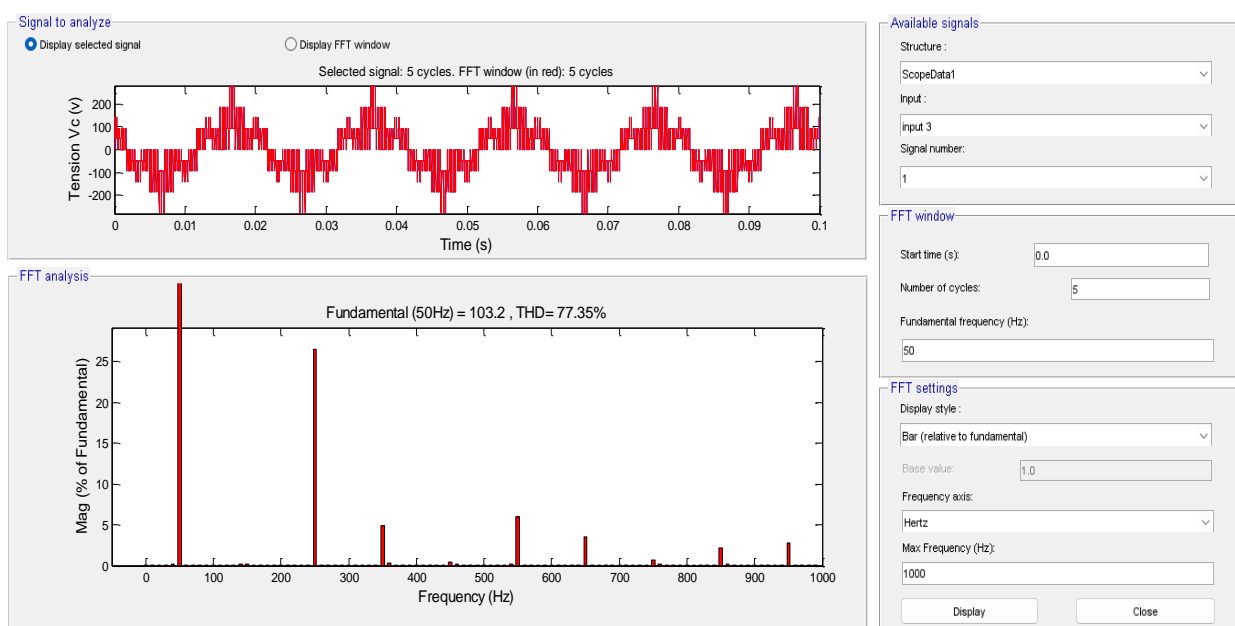 Signal to analyze
Display selected signal
Display FFT window
Selected signal: 5 cycles. FFT window (in red): 5 cycles
200
100
0
-100
-200
Tension Vc (v)
0 0.01 0.02 0.03 0.04 0.05 0.06 0.07 0.08 0.09 0.1
Time (s)
FFT analysis
Fundamental (50Hz) = 103.2 , THD= 77.35%
25
20
15
10
5
0
Mag (% of Fundamental)
0 100 200 300 400 500 600 700 800 900 1000
Frequency (Hz)
Available signals
Structure :
ScopeData1
Input :
input 3
Signal number:
1
FFT window
Start time (s): 0.0
Number of cycles: 5
Fundamental frequency (Hz):
50
FFT settings
Display style :
Bar (relative to fundamental)
Base value: 1.0
Frequency axis:
Hertz
Max Frequency (Hz):
1000
Display Close